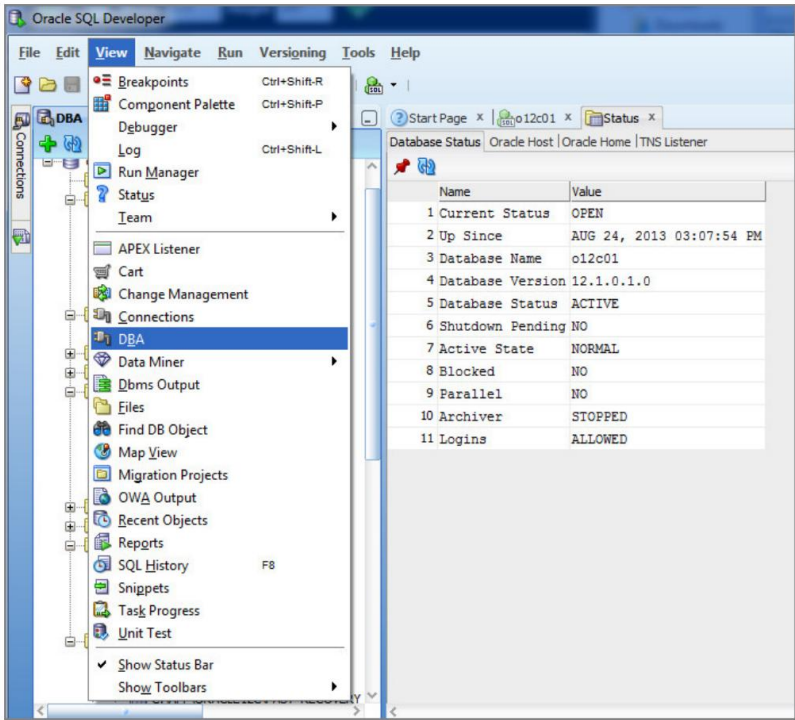 Oracle SQL Developer
File Edit View Navigate Run Versioning Tools Help
Breakpoints Ctrl+Shift-R
Component Palette Ctrl+Shift-P
Debugger
Log Ctrl+Shift-L
Run Manager
Status
Team
APEX Listener
Cart
Change Management
Connections
DBA
Data Miner
Dbms Output
Files
Find DB Object
Map View
Migration Projects
OWA Output
Recent Objects
Reports
SQL History F8
Snippets
Task Progress
Unit Test
Show Status Bar
Show Toolbars
Connections
DBA
Start Page o12c01 Status
Database Status Oracle Host Oracle Home TNS Listener
Name Value
1 Current Status OPEN
2 Up Since AUG 24, 2013 03:07:54 PM
3 Database Name o12c01
4 Database Version 12.1.0.1.0
5 Database Status ACTIVE
6 Shutdown Pending NO
7 Active State NORMAL
8 Blocked NO
9 Parallel NO
10 Archiver STOPPED
11 Logins ALLOWED